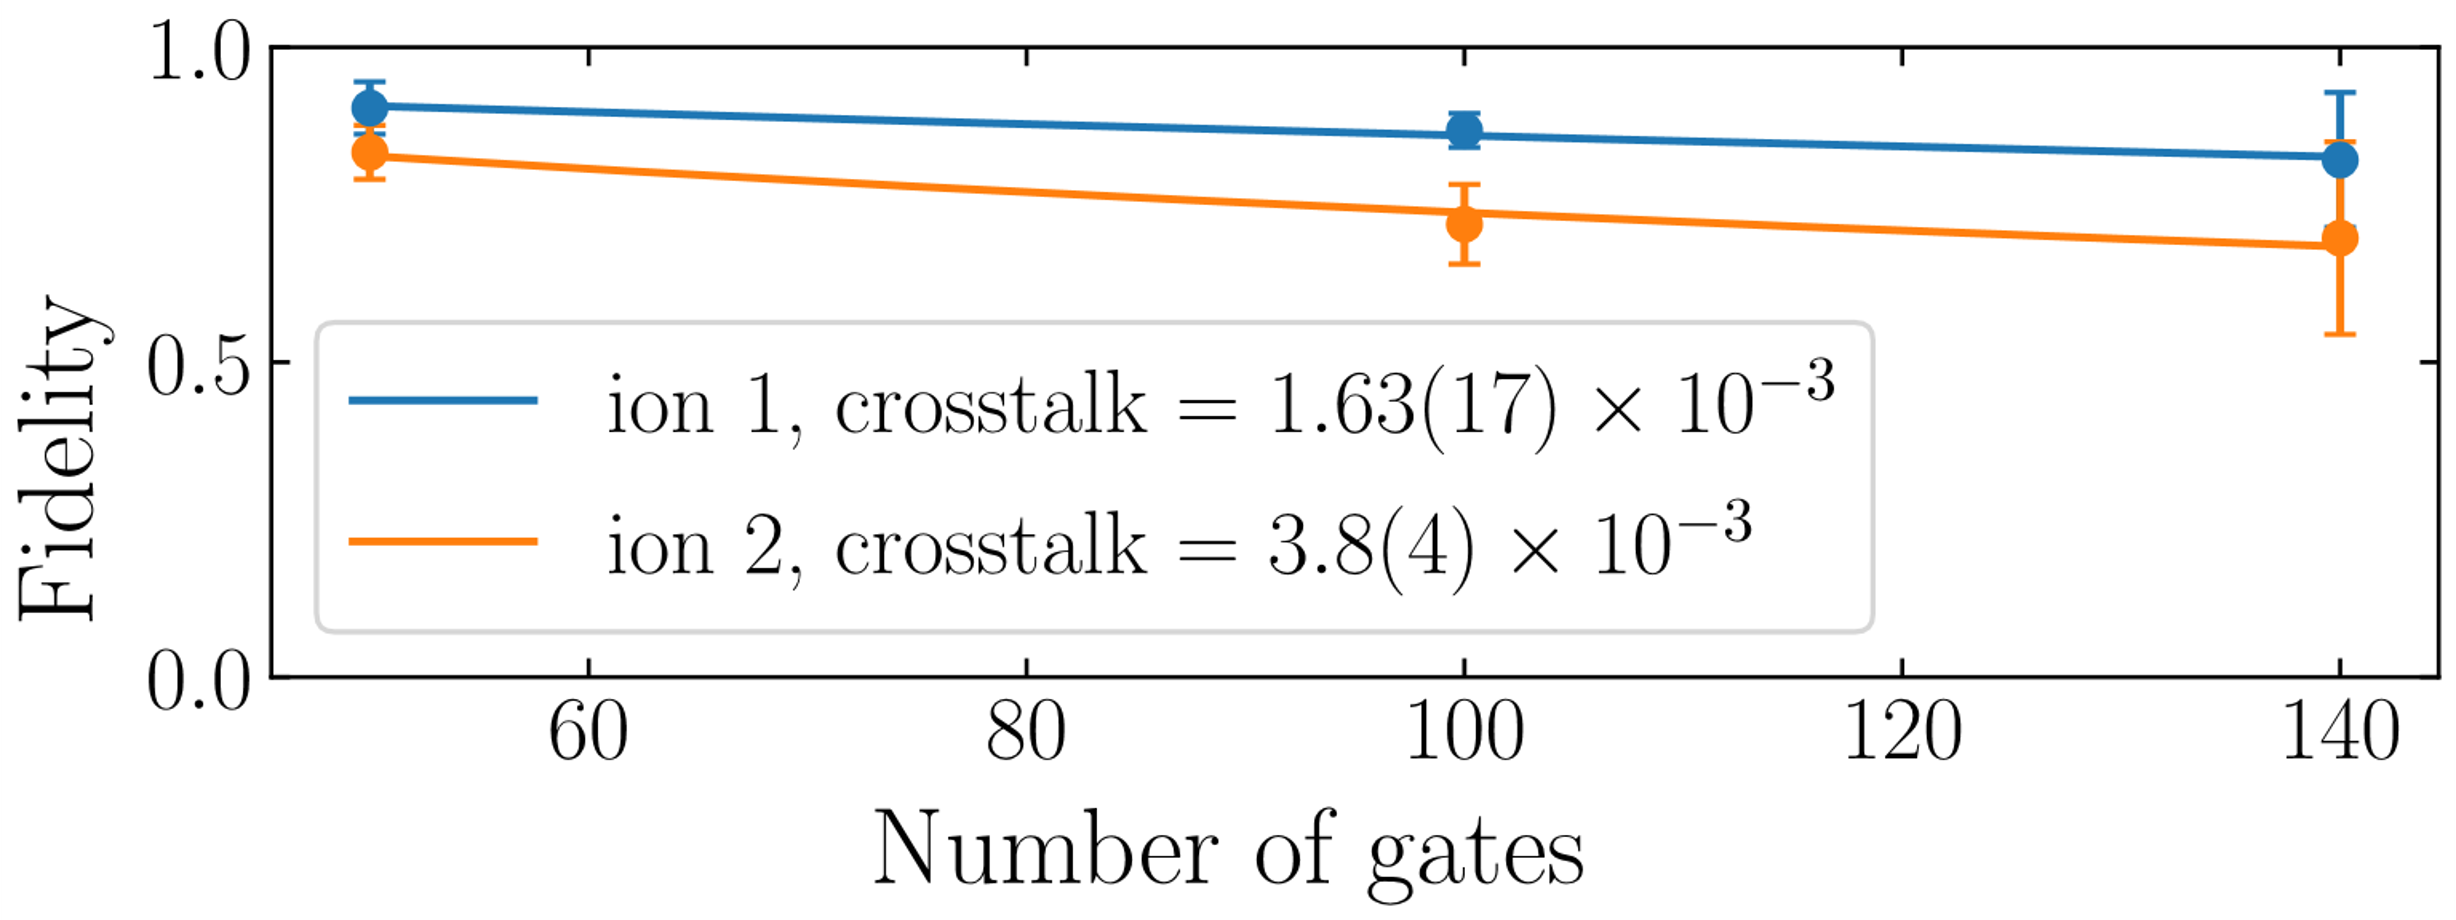 1.0
0.5
0.0
Fidelity
ion 1, crosstalk = 1.63(17) × 10⁻³
ion 2, crosstalk = 3.8(4) × 10⁻³
60 80 100 120 140
Number of gates